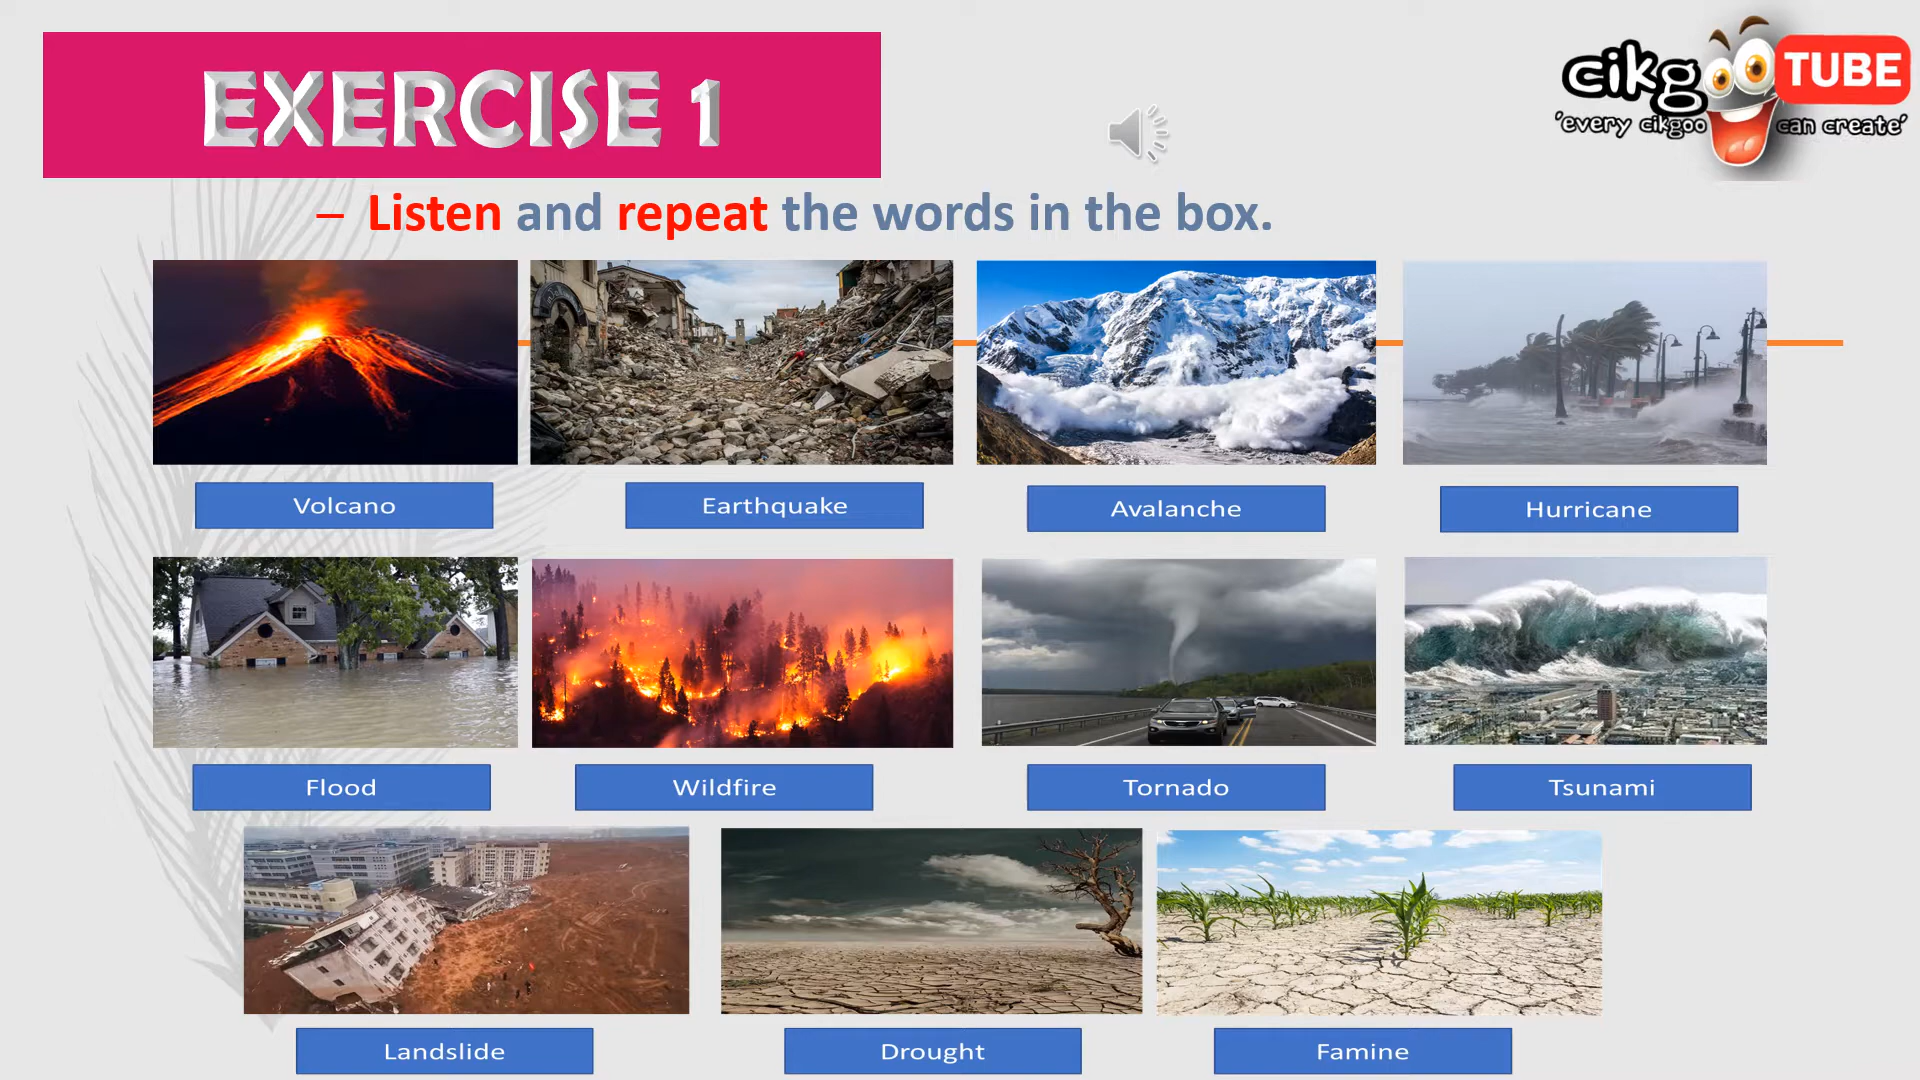 EXERCISE 1
cikgoo TUBE
'every cikgoo can create'
– Listen and repeat the words in the box.
Volcano
Earthquake
Avalanche
Hurricane
Flood
Wildfire
Tornado
Tsunami
Landslide
Drought
Famine